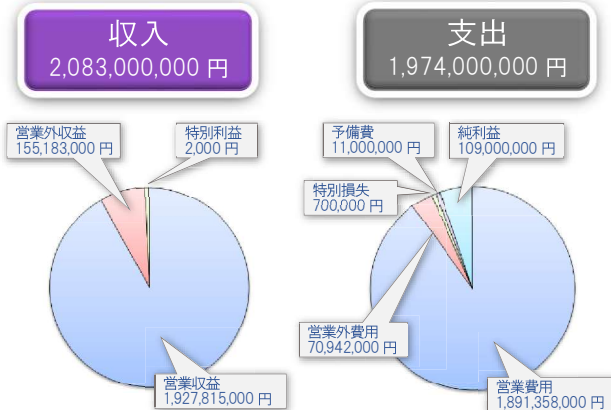 収入
2,083,000,000 円
支出
1,974,000,000 円
営業外収益
155,183,000 円
特別利益
2,000 円
営業収益
1,927,815,000 円
予備費
11,000,000 円
純利益
109,000,000 円
特別損失
700,000 円
営業外費用
70,942,000 円
営業費用
1,891,358,000 円